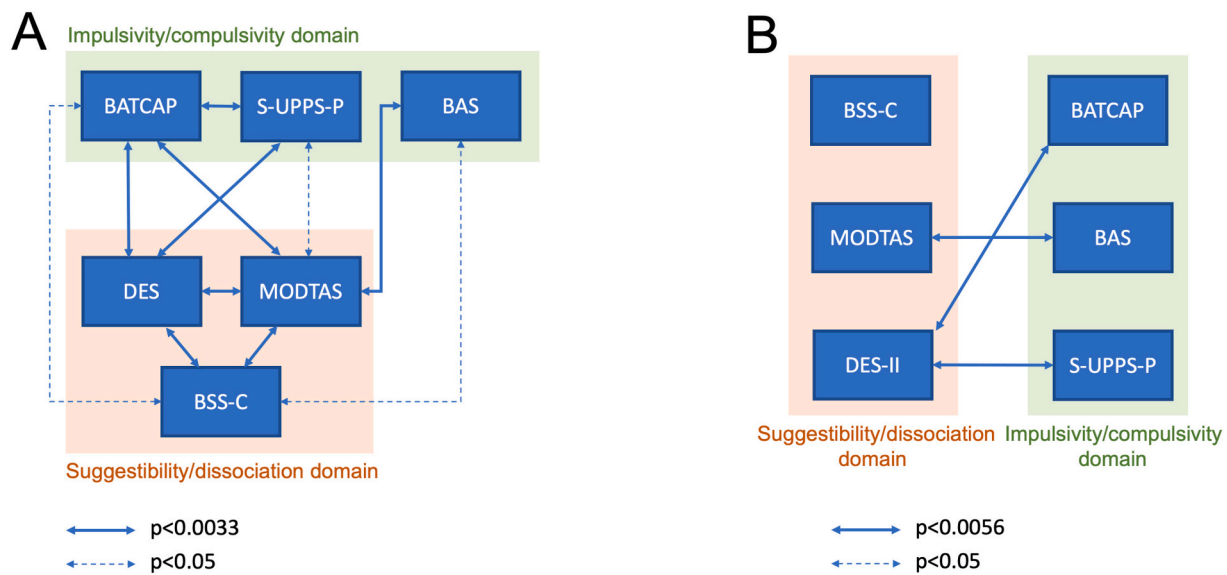 A
Impulsivity/compulsivity domain
BATCAP
S-UPPS-P
BAS
DES
MODTAS
BSS-C
Suggestibility/dissociation domain
p<0.0033
p<0.05
B
BSS-C
BATCAP
MODTAS
BAS
DES-II
S-UPPS-P
Suggestibility/dissociation
domain
Impulsivity/compulsivity
domain
p<0.0056
p<0.05